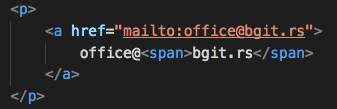 <p>
<a href="mailto:office@bgit.rs">
office@<span>bgit.rs</span>
</a>
</p>